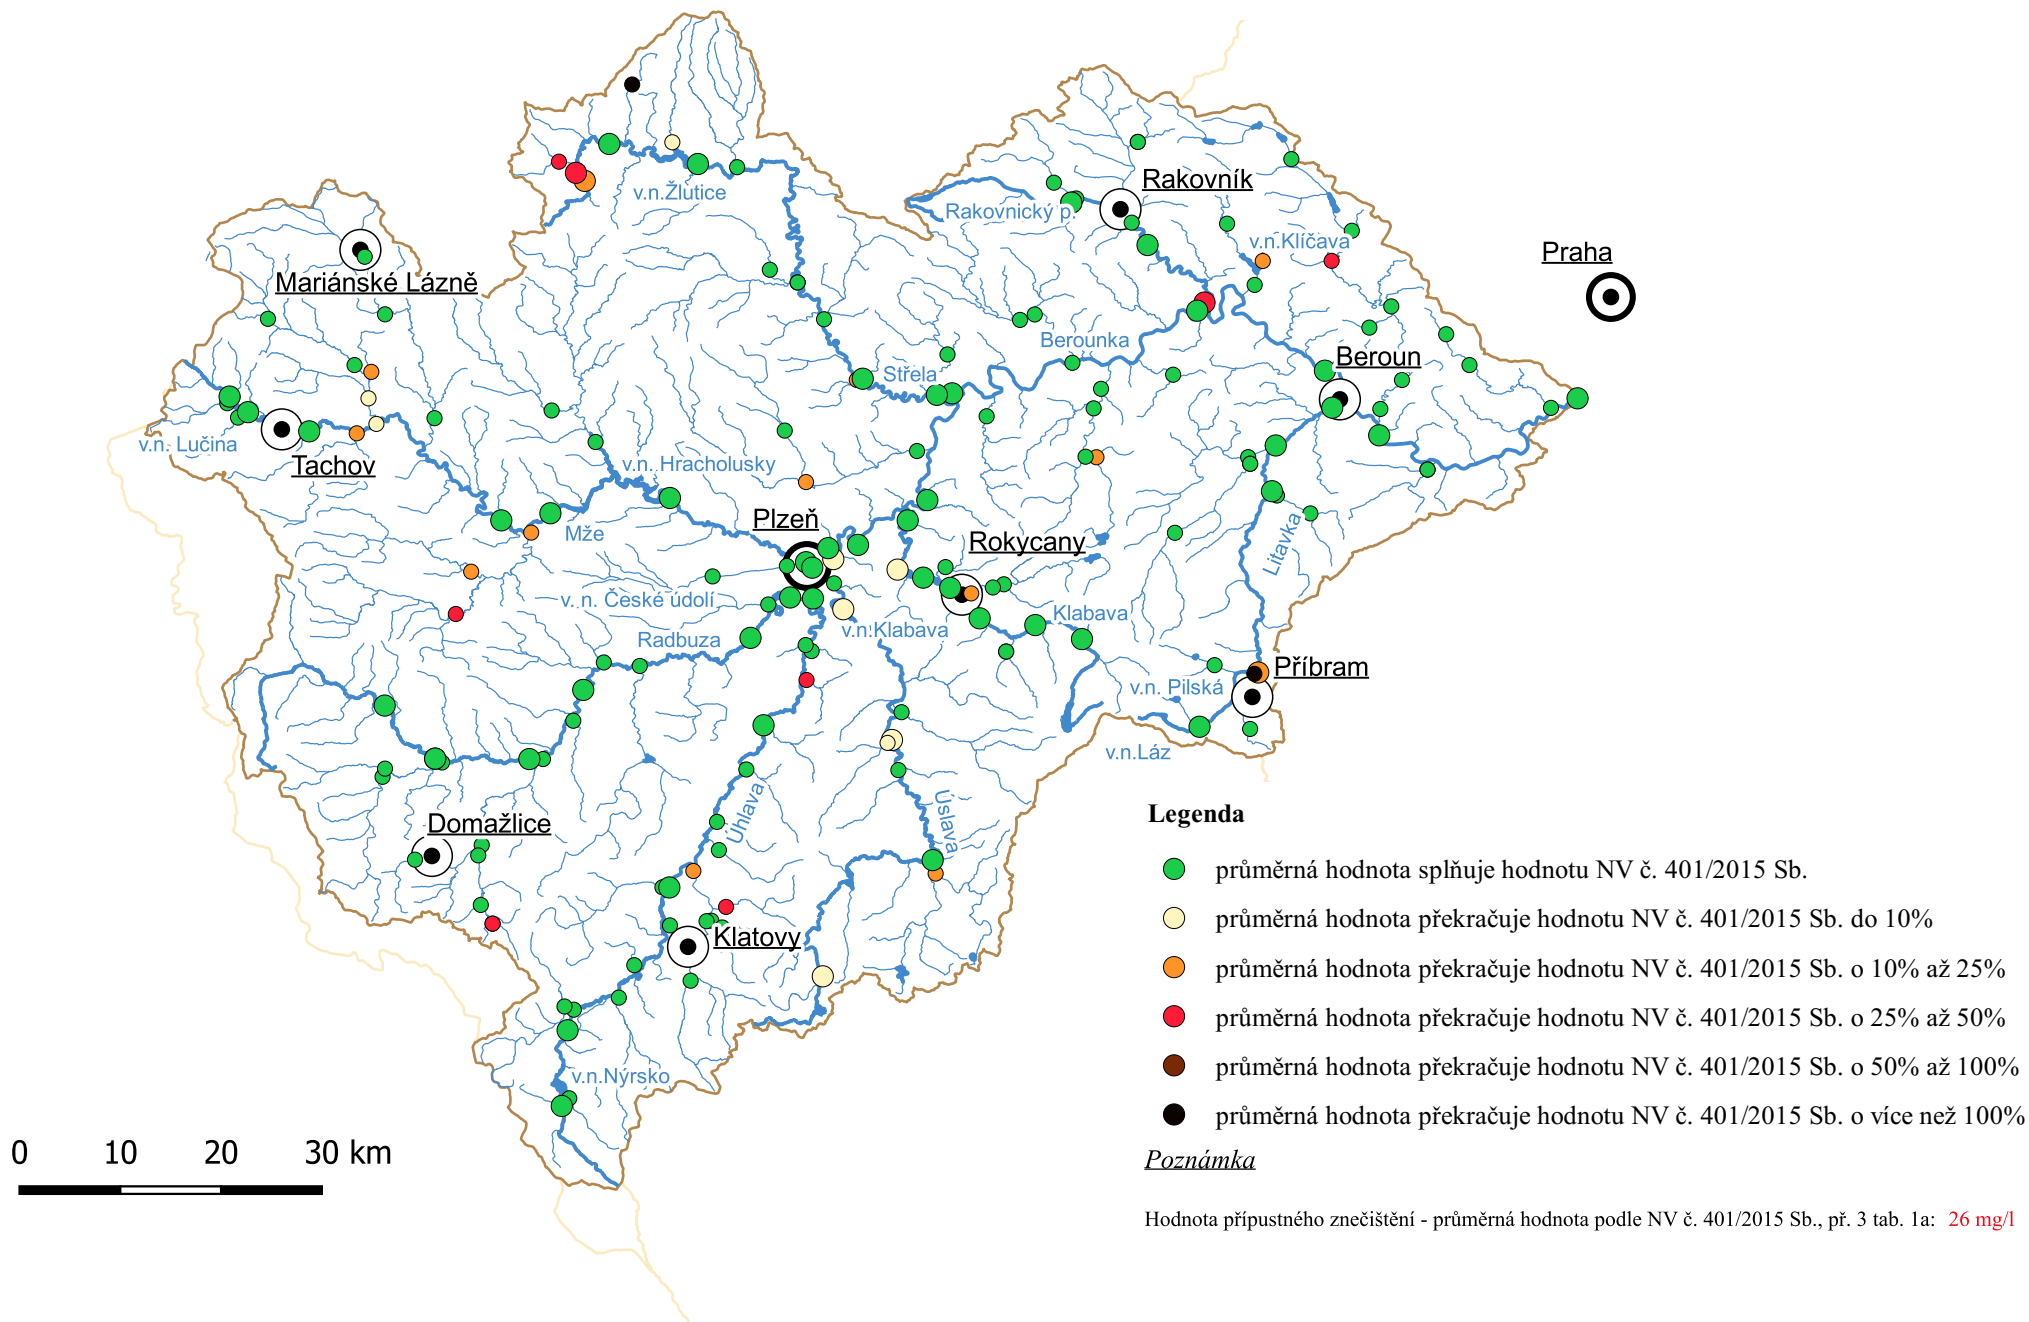 v.n.Žlutice
Rakovník
Rakovnický p.
v.n.Klíčava
Praha
Mariánské Lázně
Berounka
Beroun
Střela
v.n. Lučina
Tachov
v.n. Hracholusky
Plzeň
Mže
Rokycany
Litavka
v. n. České údolí
Klabava
Radbuza
v.n.Klabava
Příbram
v.n. Pilská
v.n.Láz
Úhlava
Úslava
Domažlice
Klatovy
v.n.Nýrsko
0 10 20 30 km
Legenda
průměrná hodnota splňuje hodnotu NV č. 401/2015 Sb.
průměrná hodnota překračuje hodnotu NV č. 401/2015 Sb. do 10%
průměrná hodnota překračuje hodnotu NV č. 401/2015 Sb. o 10% až 25%
průměrná hodnota překračuje hodnotu NV č. 401/2015 Sb. o 25% až 50%
průměrná hodnota překračuje hodnotu NV č. 401/2015 Sb. o 50% až 100%
průměrná hodnota překračuje hodnotu NV č. 401/2015 Sb. o více než 100%
Poznámka
Hodnota přípustného znečištění - průměrná hodnota podle NV č. 401/2015 Sb., př. 3 tab. 1a: 26 mg/l